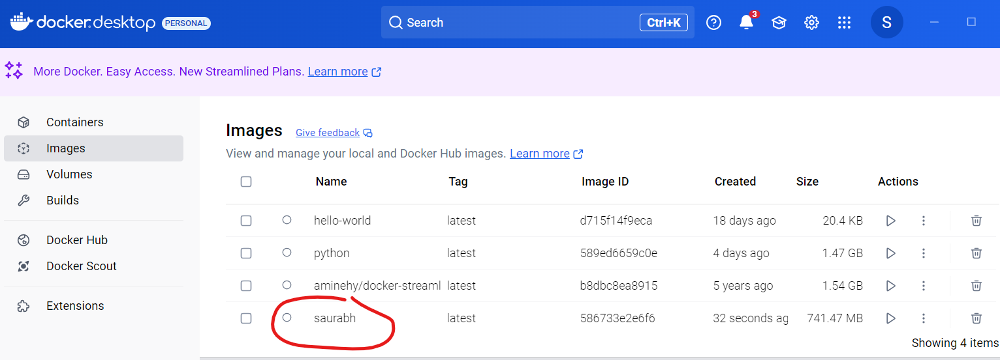 docker.desktop PERSONAL Search Ctrl+K 3 S
More Docker. Easy Access. New Streamlined Plans. Learn more
Containers
Images
Volumes
Builds
Docker Hub
Docker Scout
Extensions
Images Give feedback
View and manage your local and Docker Hub images. Learn more
Name Tag Image ID Created Size Actions
hello-world latest d715f14f9eca 18 days ago 20.4 KB
python latest 589ed6659c0e 4 days ago 1.47 GB
aminehy/docker-streaml latest b8dbc8ea8915 5 years ago 1.54 GB
saurabh latest 586733e2e6f6 32 seconds ag 741.47 MB
Showing 4 items